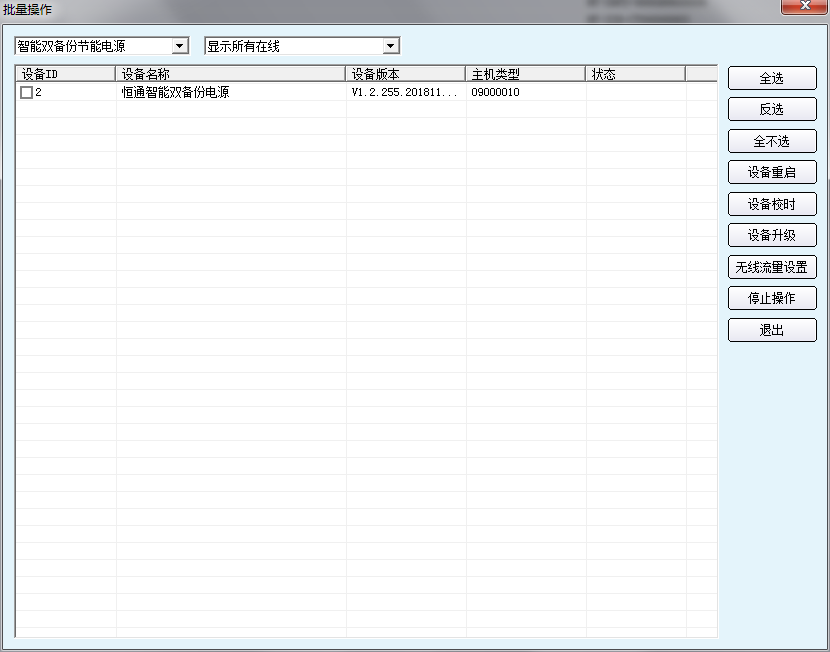 批量操作
智能双备份节能电源 显示所有在线
设备ID 设备名称 设备版本 主机类型 状态
2 恒通智能双备份电源 V1.2.255.201811... 09000010
全选
反选
全不选
设备重启
设备校时
设备升级
无线流量设置
停止操作
退出